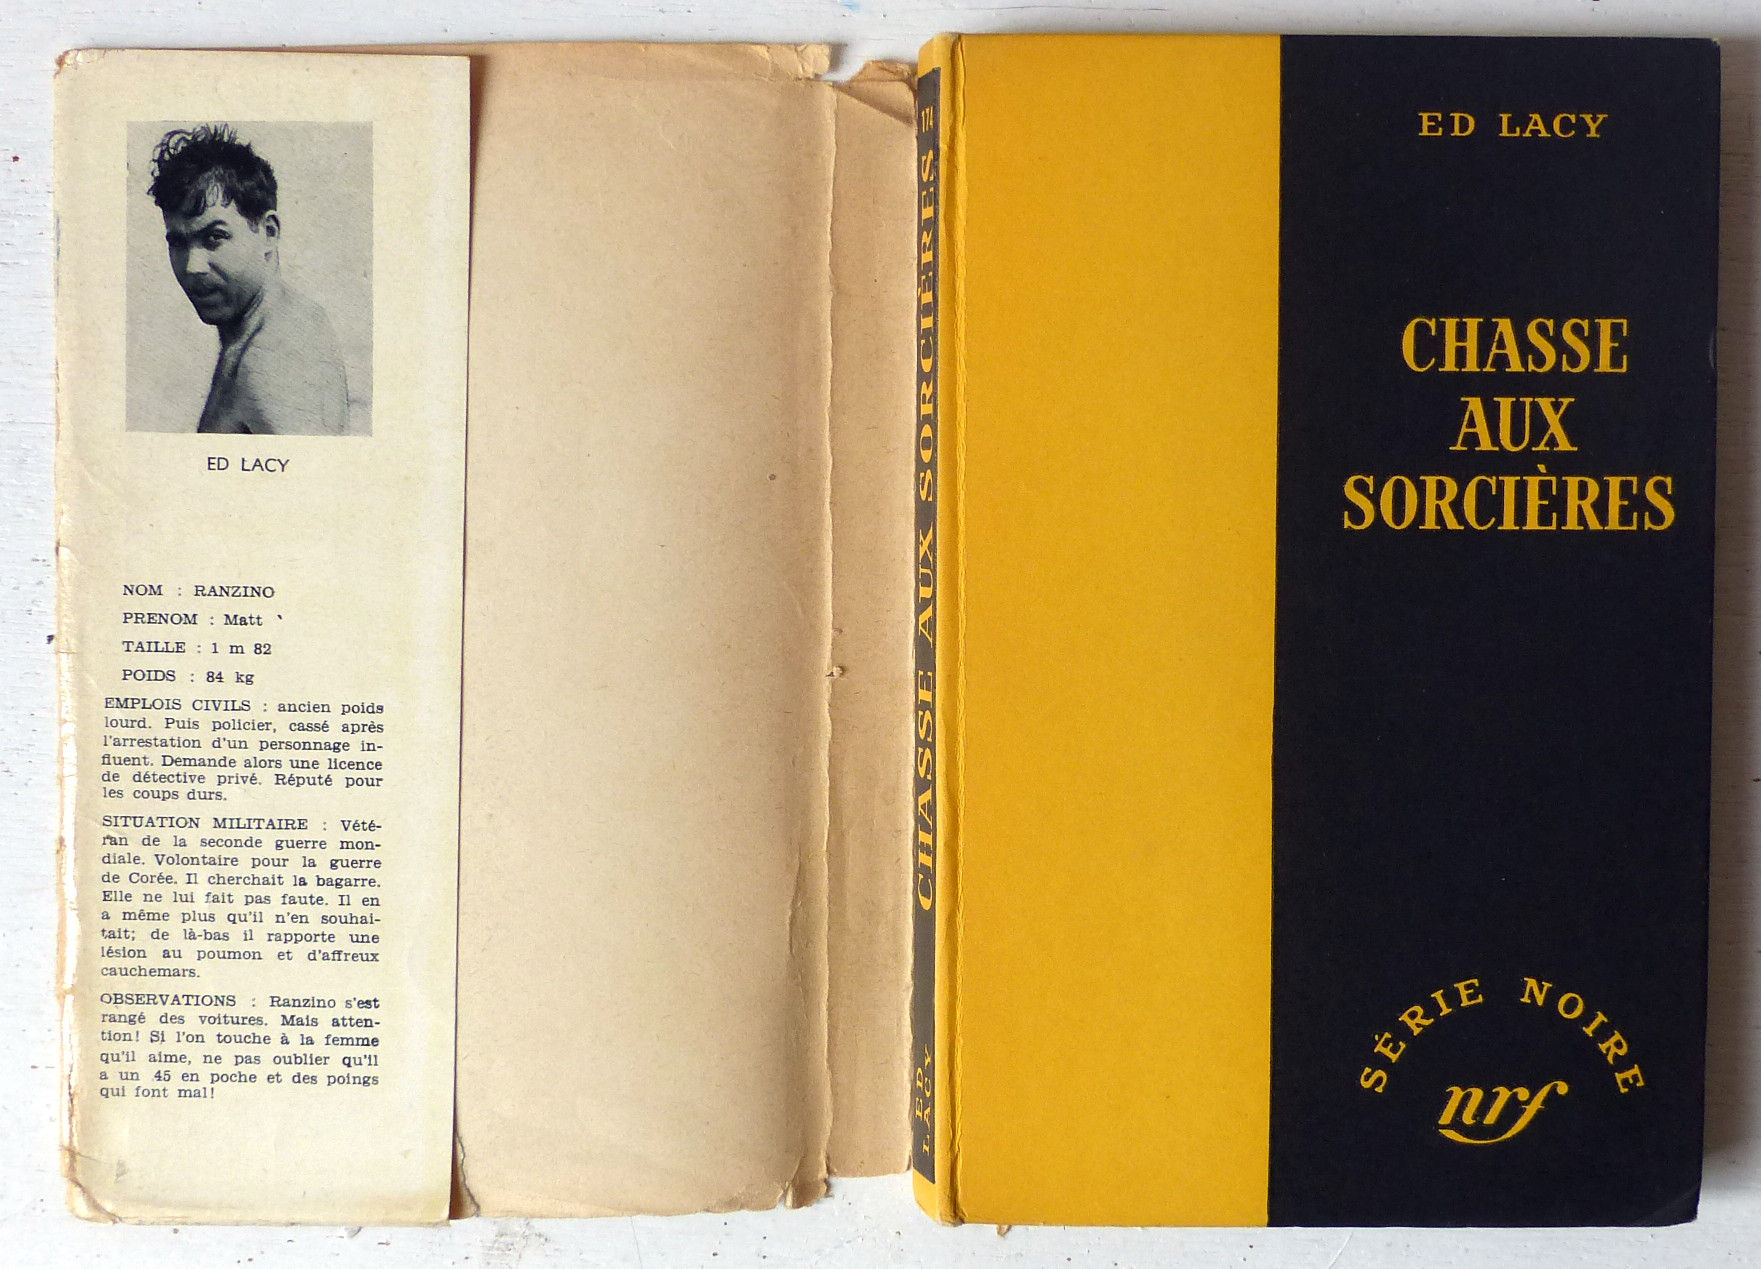 ED LACY
NOM : RANZINO
PRENOM : Matt
TAILLE : 1 m 82
POIDS : 84 kg
EMPLOIS CIVILS : ancien poids
lourd. Puis policier, cassé après
l'arrestation d'un personnage in-
fluent. Demande alors une licence
de détective privé. Réputé pour
les coups durs.
SITUATION MILITAIRE : Vété-
ran de la seconde guerre mon-
diale. Volontaire pour la guerre
de Corée. Il cherchait la bagarre.
Elle ne lui fait pas faute. Il en
a même plus qu'il n'en souhai-
tait; de là-bas il rapporte une
lésion au poumon et d'affreux
cauchemars.
OBSERVATIONS : Ranzino s'est
rangé des voitures. Mais atten-
tion! Si l'on touche à la femme
qu'il aime, ne pas oublier qu'il
a un 45 en poche et des poings
qui font mal!
174
CHASSE AUX SORCIÈRES
ED
LACY
ED LACY
CHASSE
AUX
SORCIÈRES
SÉRIE NOIRE
nrf